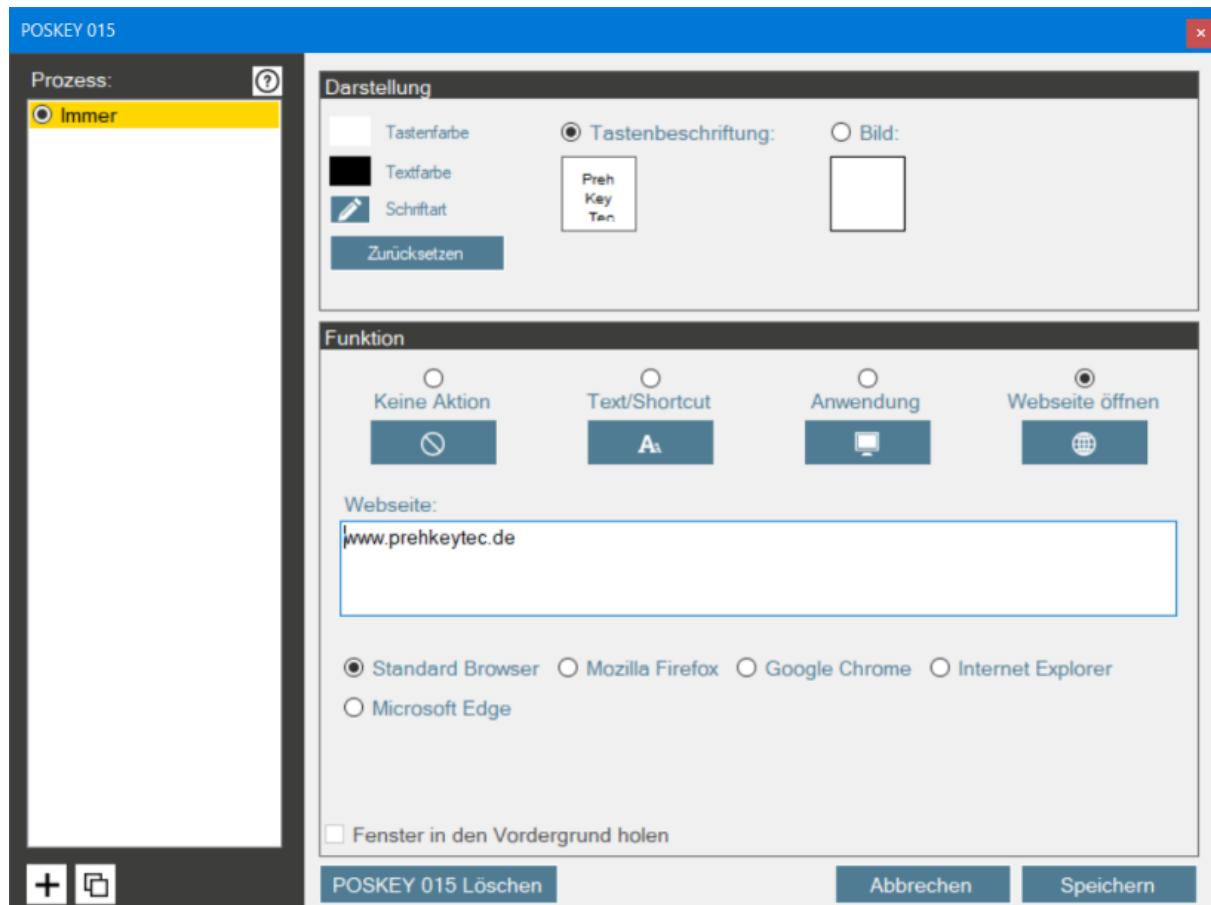 POSKEY 015
Prozess:
Immer
Darstellung
Tastenfarbe
Textfarbe
Schriftart
Zurücksetzen
Tastenbeschriftung:
Preh
Key
Tec
Bild:
Funktion
Keine Aktion
Text/Shortcut
Anwendung
Webseite öffnen
Webseite:
www.prehkeytec.de
Standard Browser
Mozilla Firefox
Google Chrome
Internet Explorer
Microsoft Edge
Fenster in den Vordergrund holen
POSKEY 015 Löschen
Abbrechen
Speichern